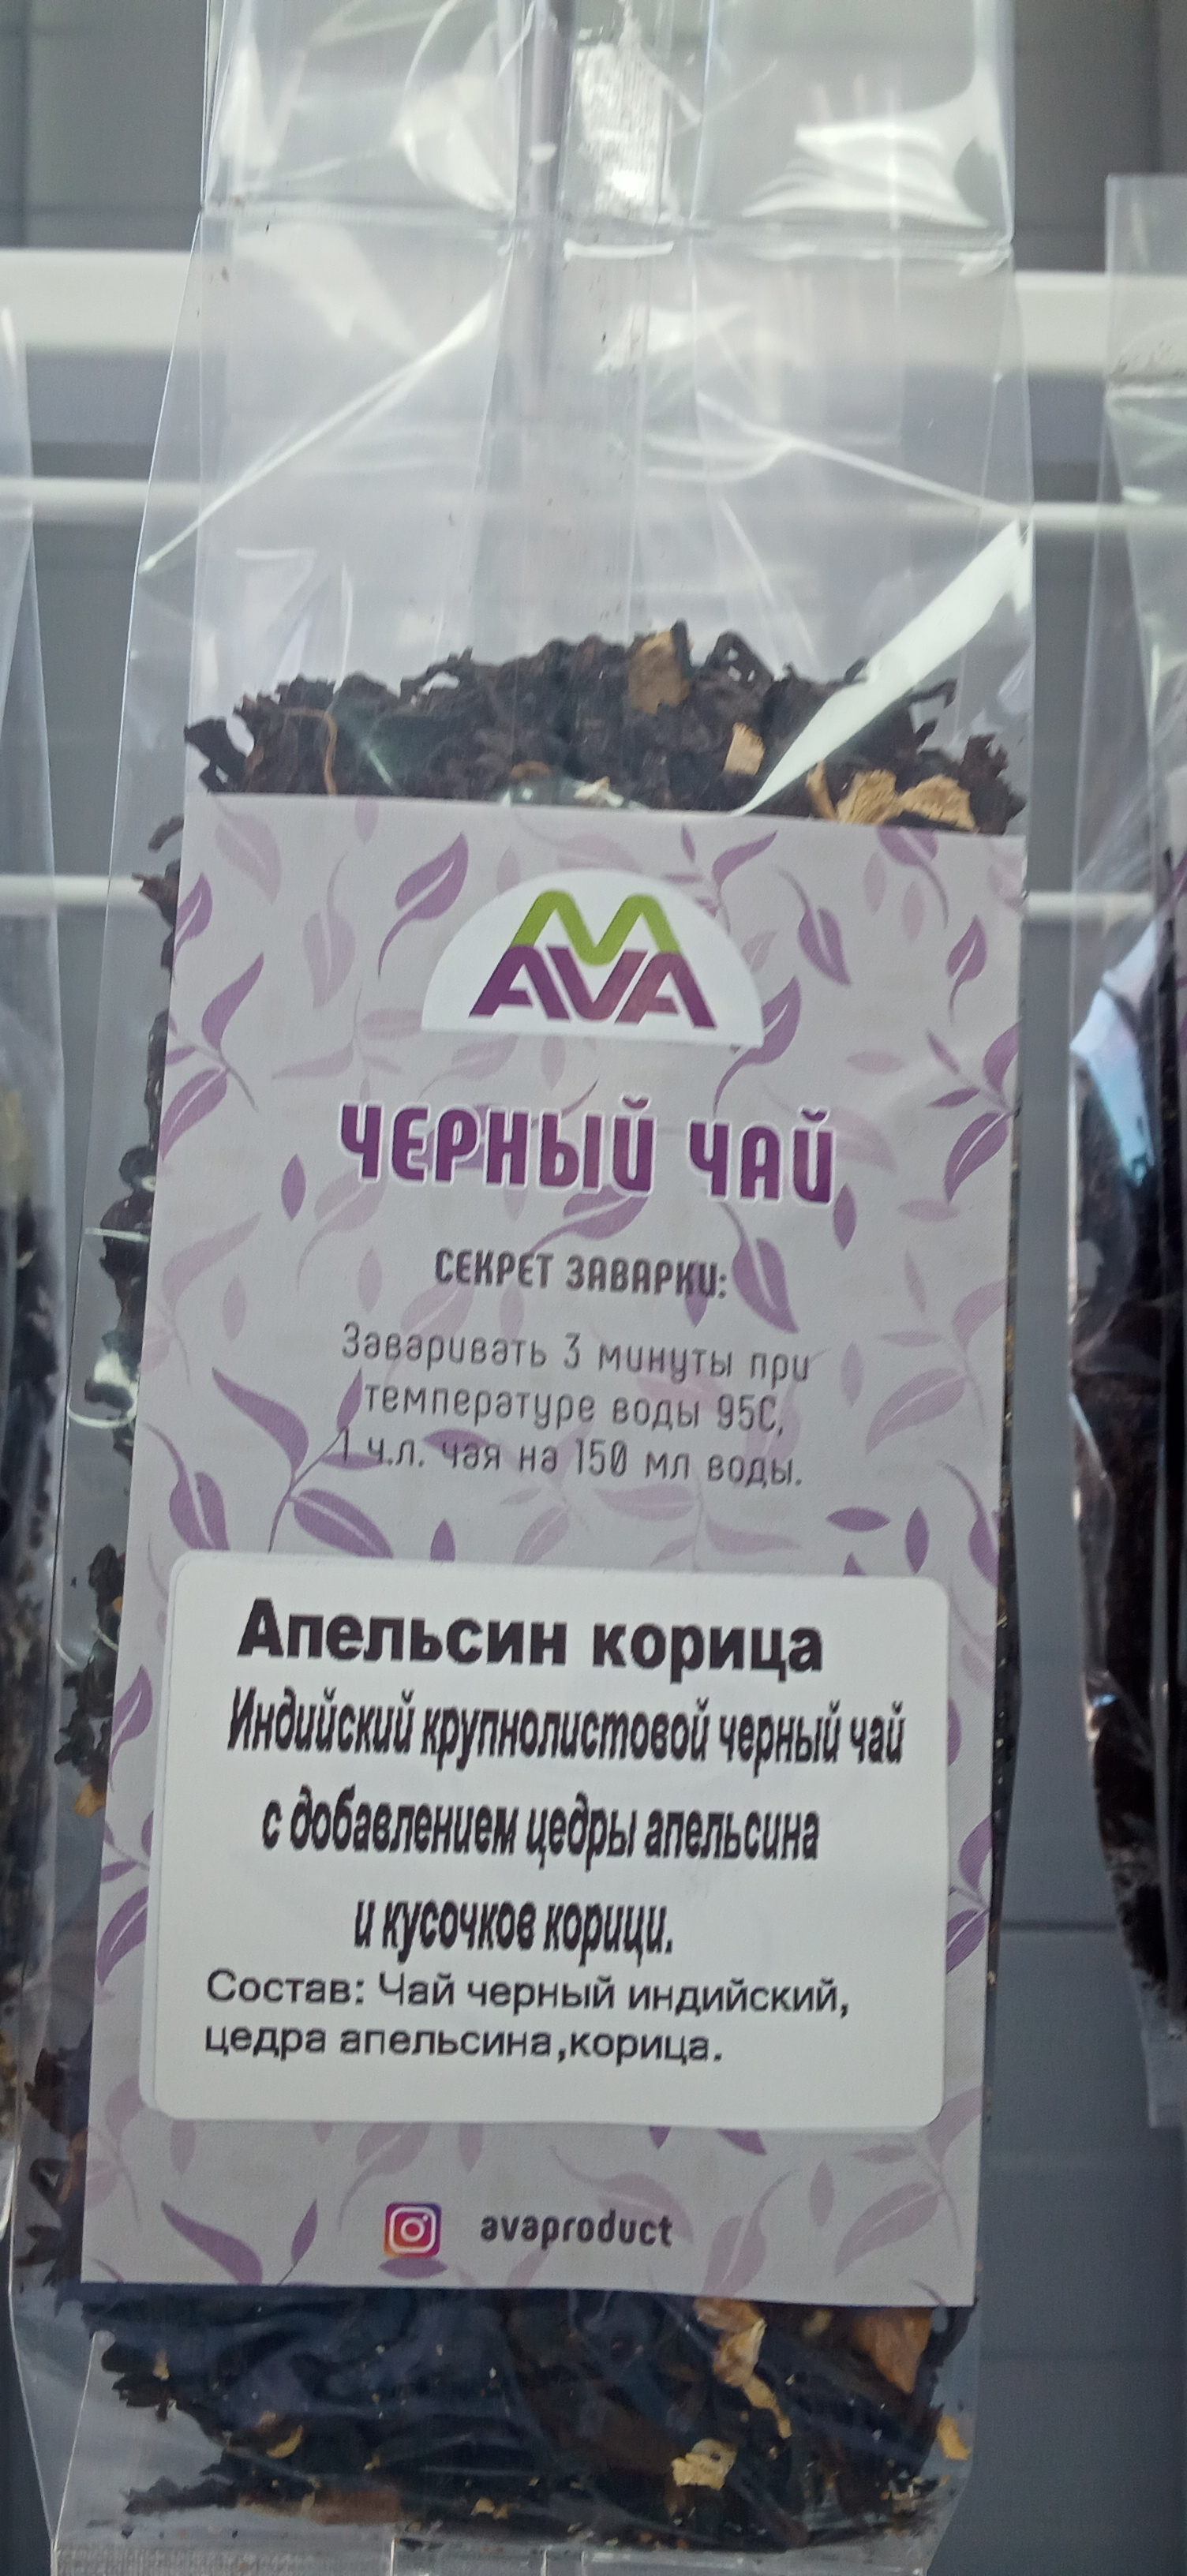 AVA
ЧЕРНЫЙ ЧАЙ
СЕКРЕТ ЗАВАРКИ:
Заваривать 3 минуты при
температуре воды 95С,
1 ч.л. чая на 150 мл воды.
Апельсин корица
Индийский крупнолистовой черный чай
с добавлением цедры апельсина
и кусочков корици.
Состав: Чай черный индийский,
цедра апельсина,корица.
avaproduct